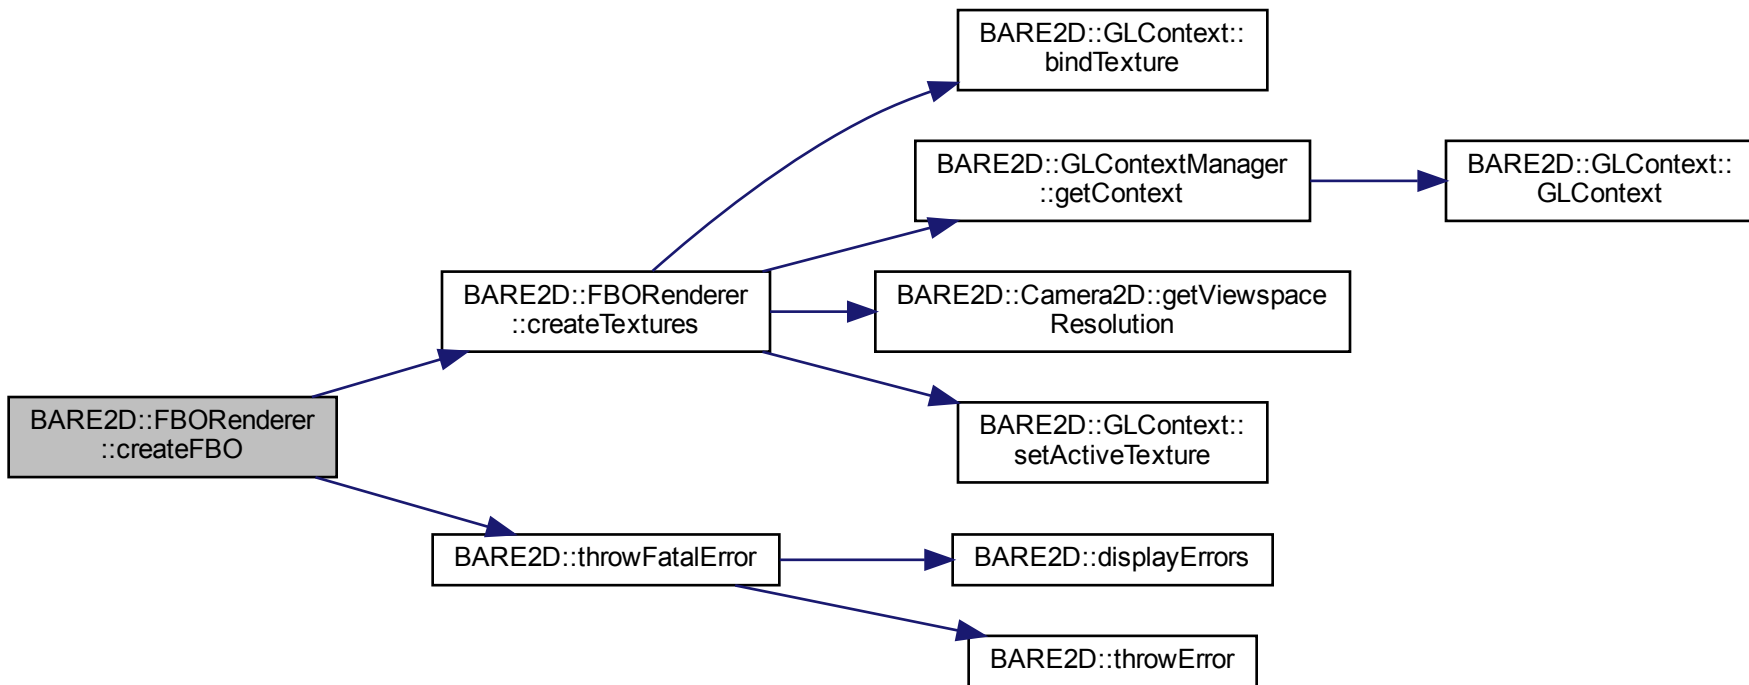 BARE2D::GLContext::
bindTexture
BARE2D::GLContextManager
::getContext
BARE2D::GLContext::
GLContext
BARE2D::FBORenderer
::createTextures
BARE2D::Camera2D::getViewspace
Resolution
BARE2D::FBORenderer
::createFBO
BARE2D::GLContext::
setActiveTexture
BARE2D::throwFatalError
BARE2D::displayErrors
BARE2D::throwError